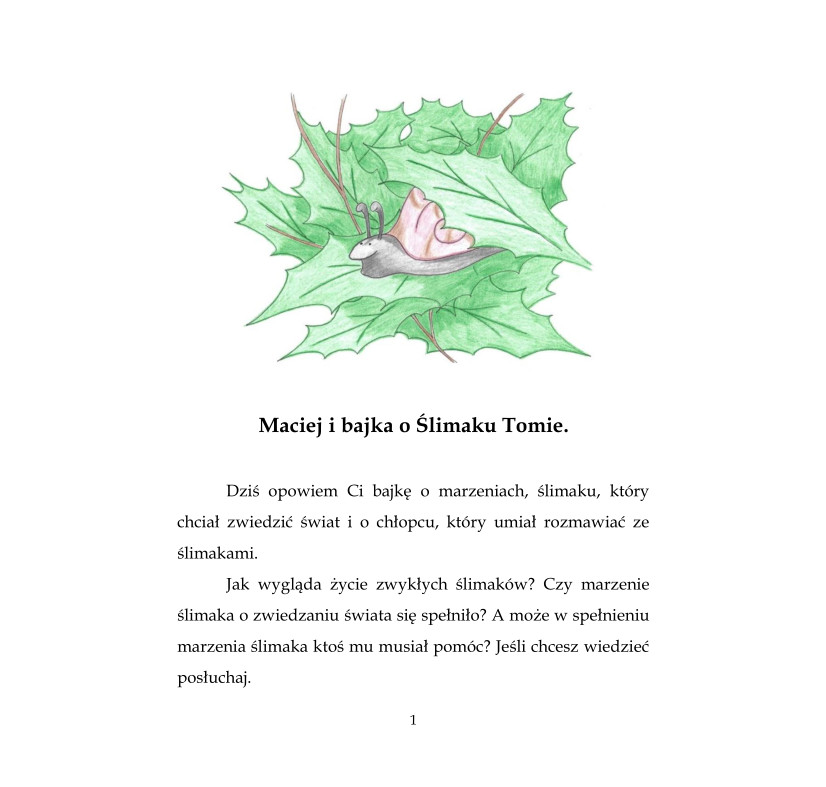 Maciej i bajka o Ślimaku Tomie.
Dziś opowiem Ci bajkę o marzeniach, ślimaku, który
chciał zwiedzić świat i o chłopcu, który umiał rozmawiać ze
ślimakami.
Jak wygląda życie zwykłych ślimaków? Czy marzenie
ślimaka o zwiedzaniu świata się spełniło? A może w spełnieniu
marzenia ślimaka ktoś mu musiał pomóc? Jeśli chcesz wiedzieć
posłuchaj.
1